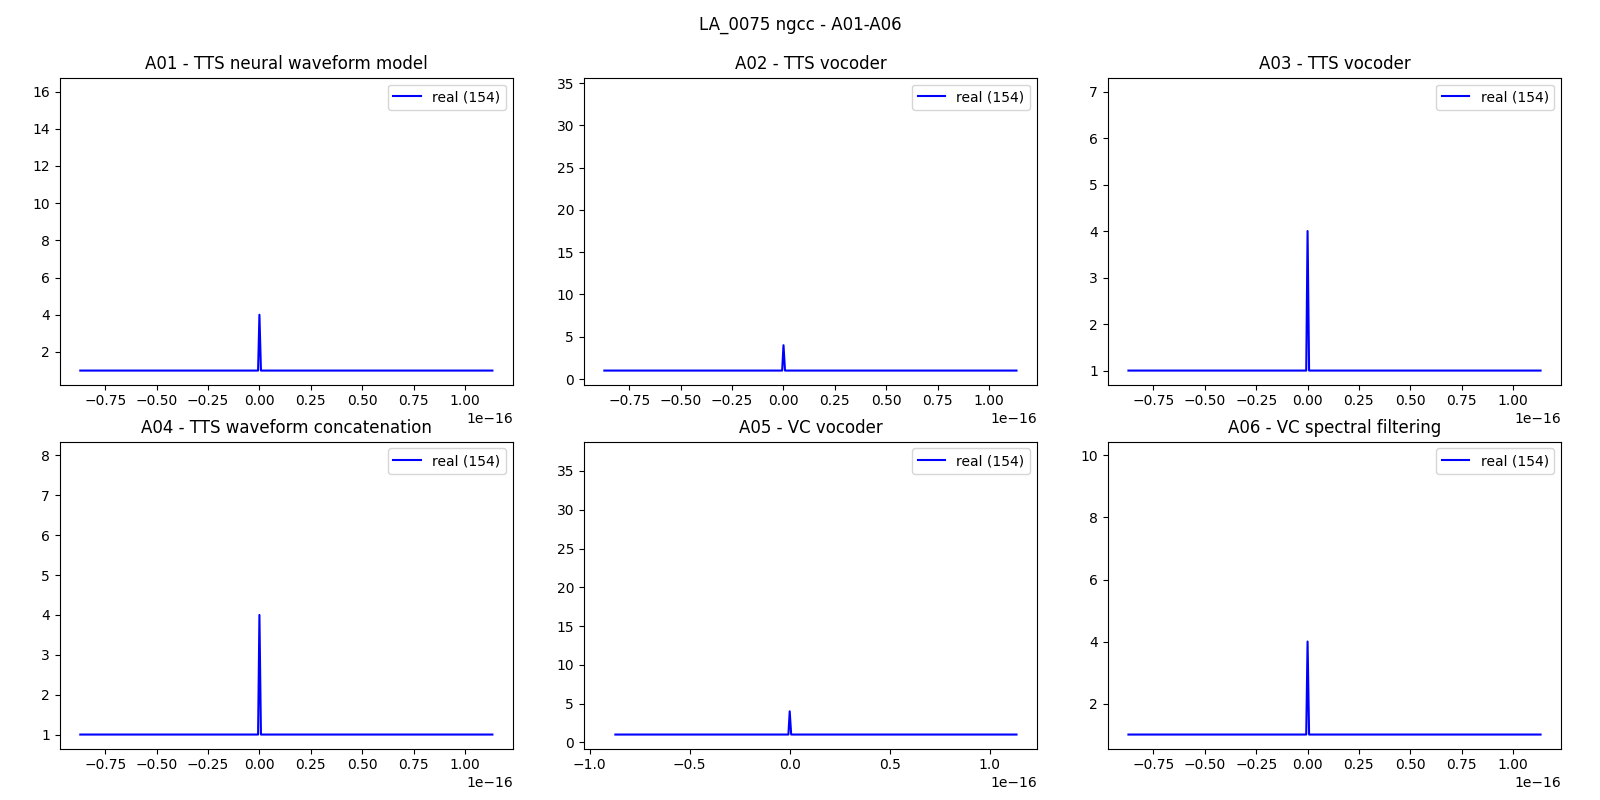 LA_0075 ngcc - A01-A06
A01 - TTS neural waveform model
real (154)
16
14
12
10
8
6
4
2
−0.75 −0.50 −0.25 0.00 0.25 0.50 0.75 1.00
1e−16
A02 - TTS vocoder
real (154)
35
30
25
20
15
10
5
0
−0.75 −0.50 −0.25 0.00 0.25 0.50 0.75 1.00
1e−16
A03 - TTS vocoder
real (154)
7
6
5
4
3
2
1
−0.75 −0.50 −0.25 0.00 0.25 0.50 0.75 1.00
1e−16
A04 - TTS waveform concatenation
real (154)
8
7
6
5
4
3
2
1
−0.75 −0.50 −0.25 0.00 0.25 0.50 0.75 1.00
1e−16
A05 - VC vocoder
real (154)
35
30
25
20
15
10
5
0
−1.0 −0.5 0.0 0.5 1.0
1e−16
A06 - VC spectral filtering
real (154)
10
8
6
4
2
−0.75 −0.50 −0.25 0.00 0.25 0.50 0.75 1.00
1e−16